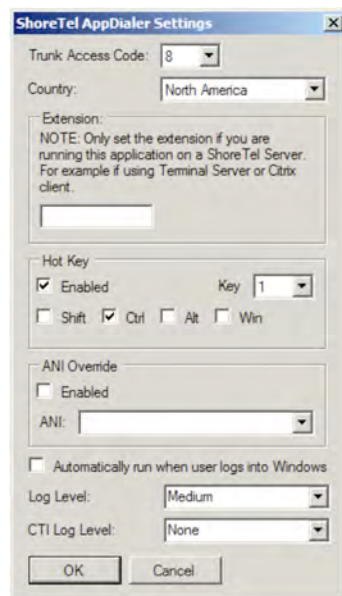 ShoreTel AppDialer Settings
Trunk Access Code: 8
Country: North America
Extension:
NOTE: Only set the extension if you are
running this application on a ShoreTel Server.
For example if using Terminal Server or Citrix
client.
Hot Key
Enabled Key 1
Shift Ctrl Alt Win
ANI Override
Enabled
ANI:
Automatically run when user logs into Windows
Log Level: Medium
CTI Log Level: None
OK Cancel